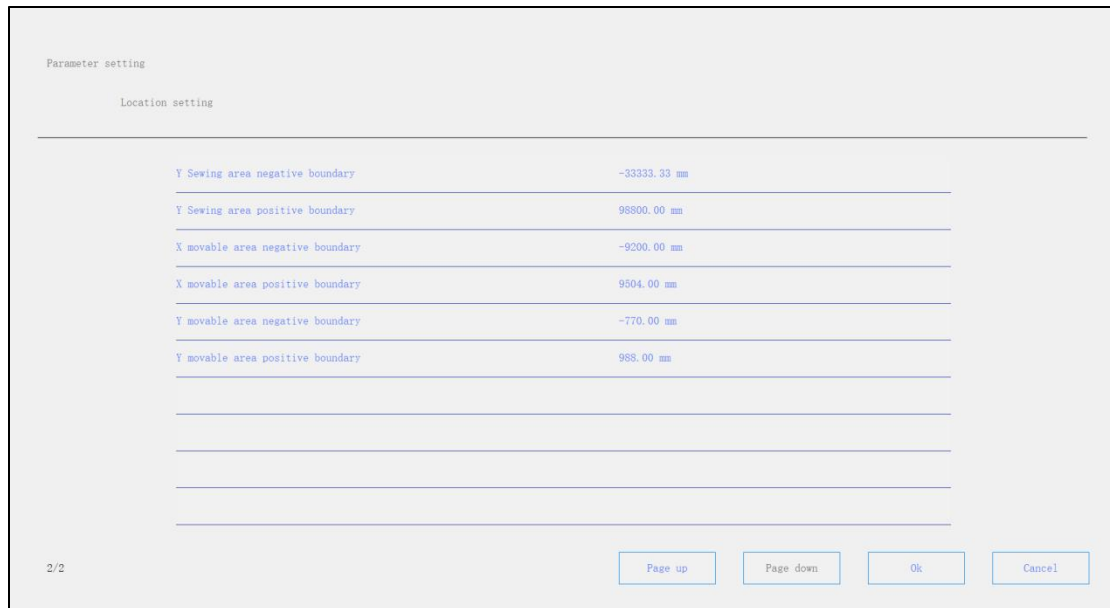 Parameter setting
Location setting
Y Sewing area negative boundary -33333.33 mm
Y Sewing area positive boundary 98800.00 mm
X movable area negative boundary -9200.00 mm
X movable area positive boundary 9504.00 mm
Y movable area negative boundary -770.00 mm
Y movable area positive boundary 988.00 mm
2/2 Page up Page down Ok Cancel